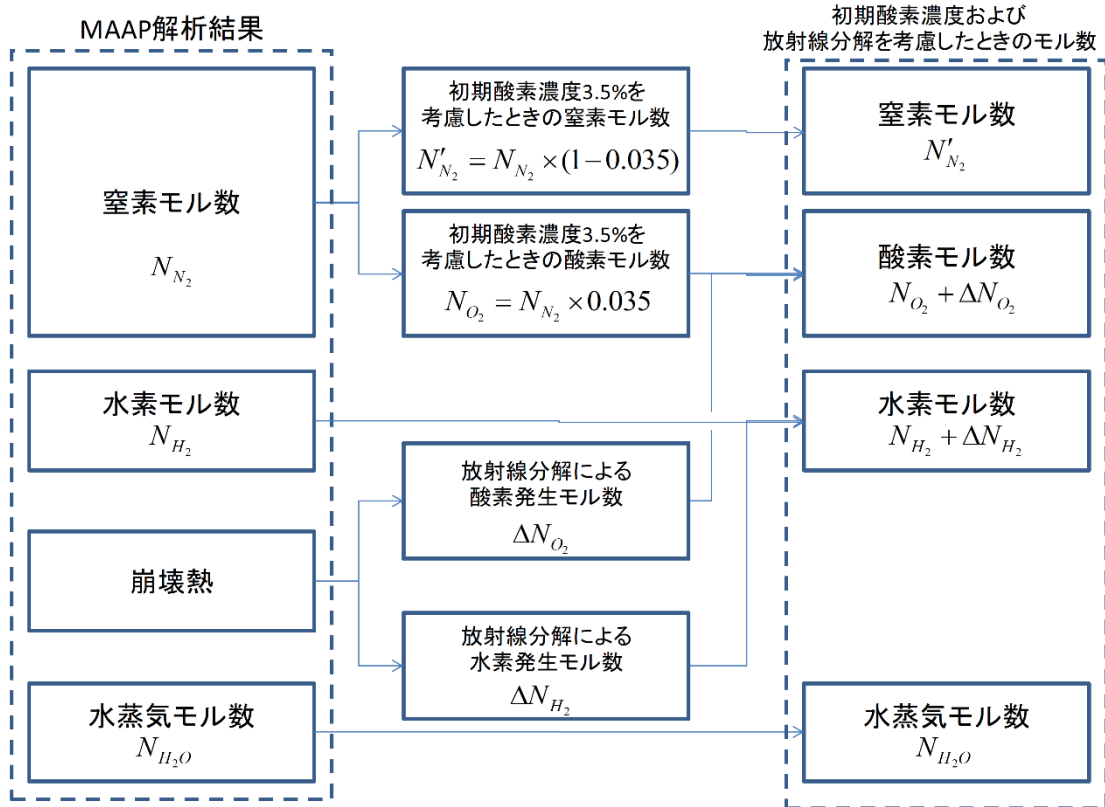 MAAP解析結果
窒素モル数
N_{N_2}
水素モル数
N_{H_2}
崩壊熱
水蒸気モル数
N_{H_2O}
初期酸素濃度3.5%を
考慮したときの窒素モル数
N'_{N_2} = N_{N_2} × (1-0.035)
初期酸素濃度3.5%を
考慮したときの酸素モル数
N_{O_2} = N_{N_2} × 0.035
放射線分解による
酸素発生モル数
ΔN_{O_2}
放射線分解による
水素発生モル数
ΔN_{H_2}
初期酸素濃度および
放射線分解を考慮したときのモル数
窒素モル数
N'_{N_2}
酸素モル数
N_{O_2} + ΔN_{O_2}
水素モル数
N_{H_2} + ΔN_{H_2}
水蒸気モル数
N_{H_2O}